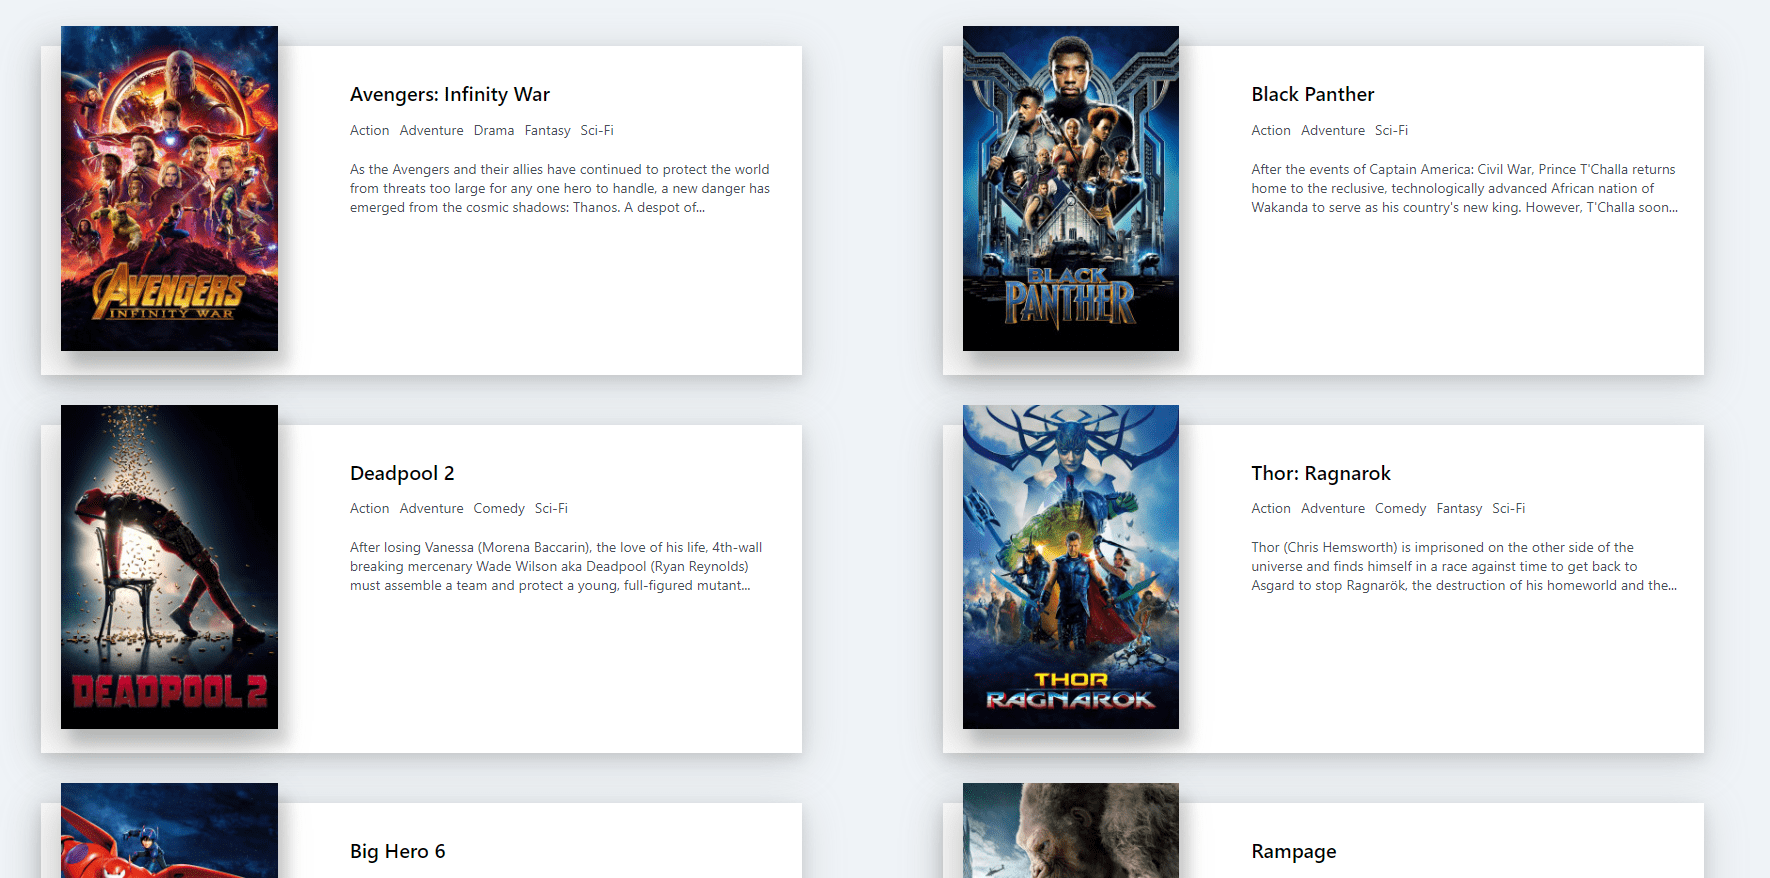 Avengers: Infinity War
Action Adventure Drama Fantasy Sci-Fi
As the Avengers and their allies have continued to protect the world
from threats too large for any one hero to handle, a new danger has
emerged from the cosmic shadows: Thanos. A despot of...
AVENGERS
INFINITY WAR
Black Panther
Action Adventure Sci-Fi
After the events of Captain America: Civil War, Prince T'Challa returns
home to the reclusive, technologically advanced African nation of
Wakanda to serve as his country's new king. However, T'Challa soon...
BLACK
PANTHER
Deadpool 2
Action Adventure Comedy Sci-Fi
After losing Vanessa (Morena Baccarin), the love of his life, 4th-wall
breaking mercenary Wade Wilson aka Deadpool (Ryan Reynolds)
must assemble a team and protect a young, full-figured mutant...
DEADPOOL 2
Thor: Ragnarok
Action Adventure Comedy Fantasy Sci-Fi
Thor (Chris Hemsworth) is imprisoned on the other side of the
universe and finds himself in a race against time to get back to
Asgard to stop Ragnarök, the destruction of his homeworld and the...
THOR
RAGNAROK
Big Hero 6
Rampage